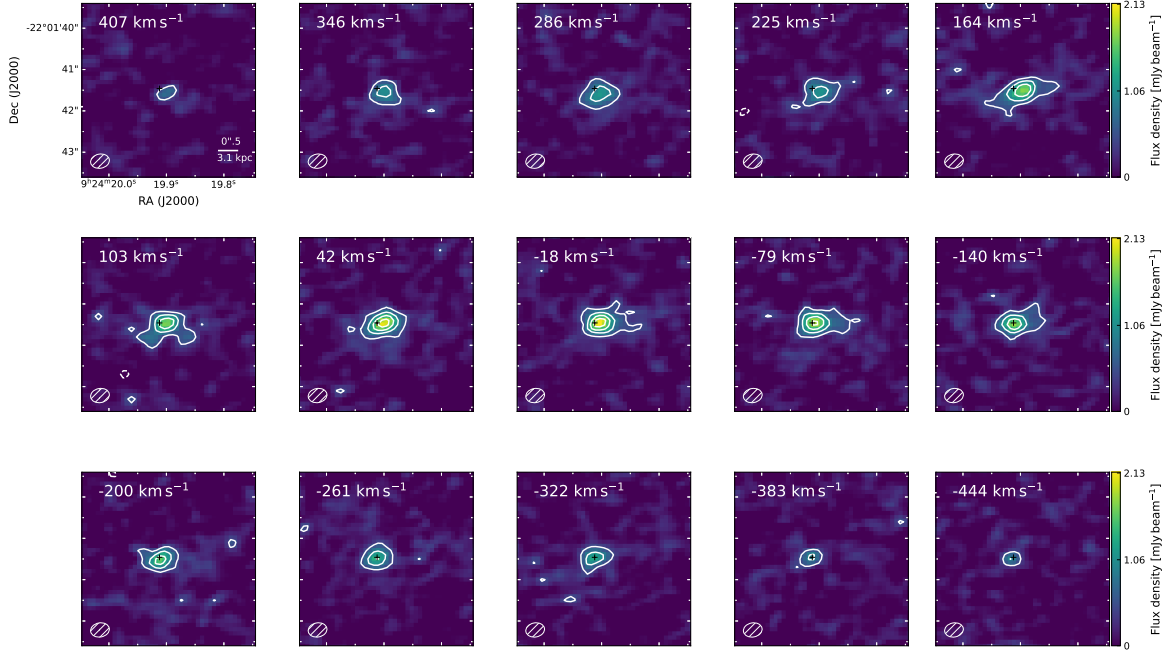 407 km s⁻¹
346 km s⁻¹
286 km s⁻¹
225 km s⁻¹
164 km s⁻¹
-22°01'40"
41"
42"
43"
Dec (J2000)
0".5
3.1 kpc
9ʰ24ᵐ20.0ˢ
19.9ˢ
19.8ˢ
RA (J2000)
2.13
1.06
0
Flux density [mJy beam⁻¹]
103 km s⁻¹
42 km s⁻¹
-18 km s⁻¹
-79 km s⁻¹
-140 km s⁻¹
2.13
1.06
0
Flux density [mJy beam⁻¹]
-200 km s⁻¹
-261 km s⁻¹
-322 km s⁻¹
-383 km s⁻¹
-444 km s⁻¹
2.13
1.06
0
Flux density [mJy beam⁻¹]